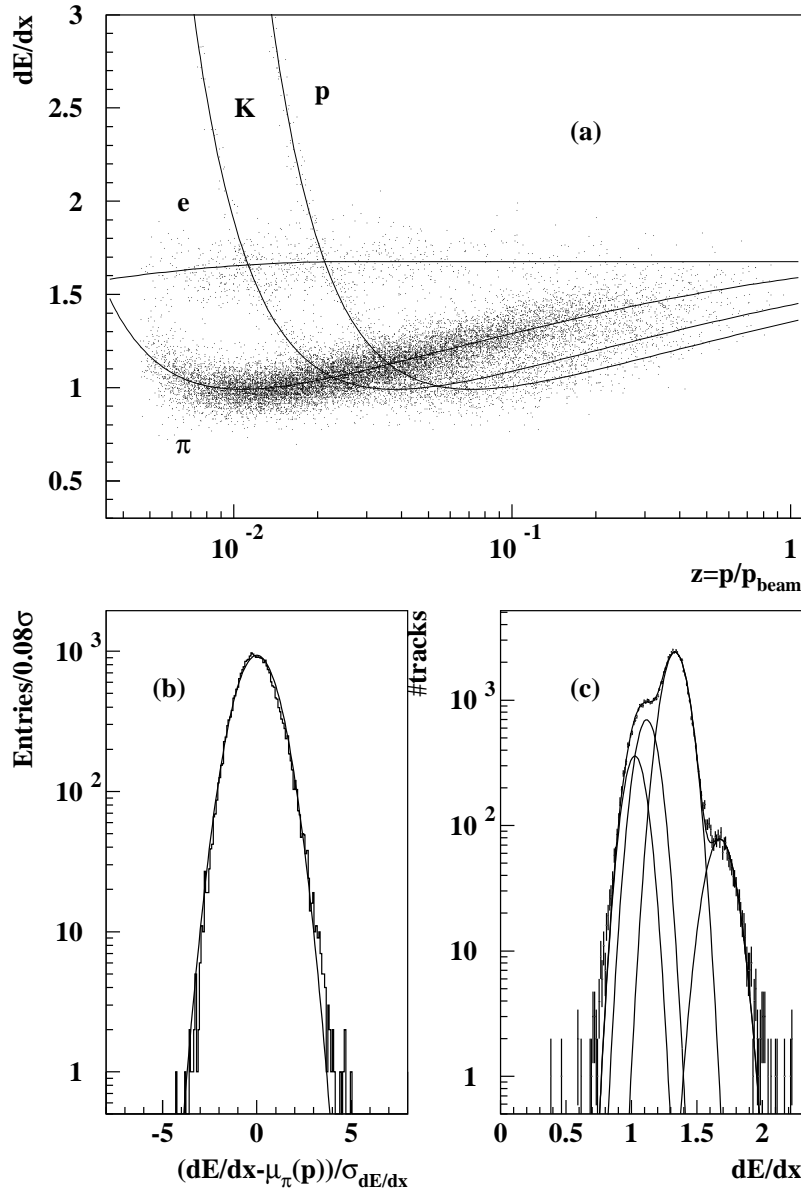 dE/dx
3
2.5
2
1.5
1
0.5
K
p
e
π
(a)
10⁻² 10⁻¹ 1
z=p/p_beam
Entries/0.08σ
10³
10²
10
1
(b)
-5 0 5
(dE/dx-μ_π(p))/σ_dE/dx
#tracks
10³
10²
10
1
(c)
0 0.5 1 1.5 2
dE/dx